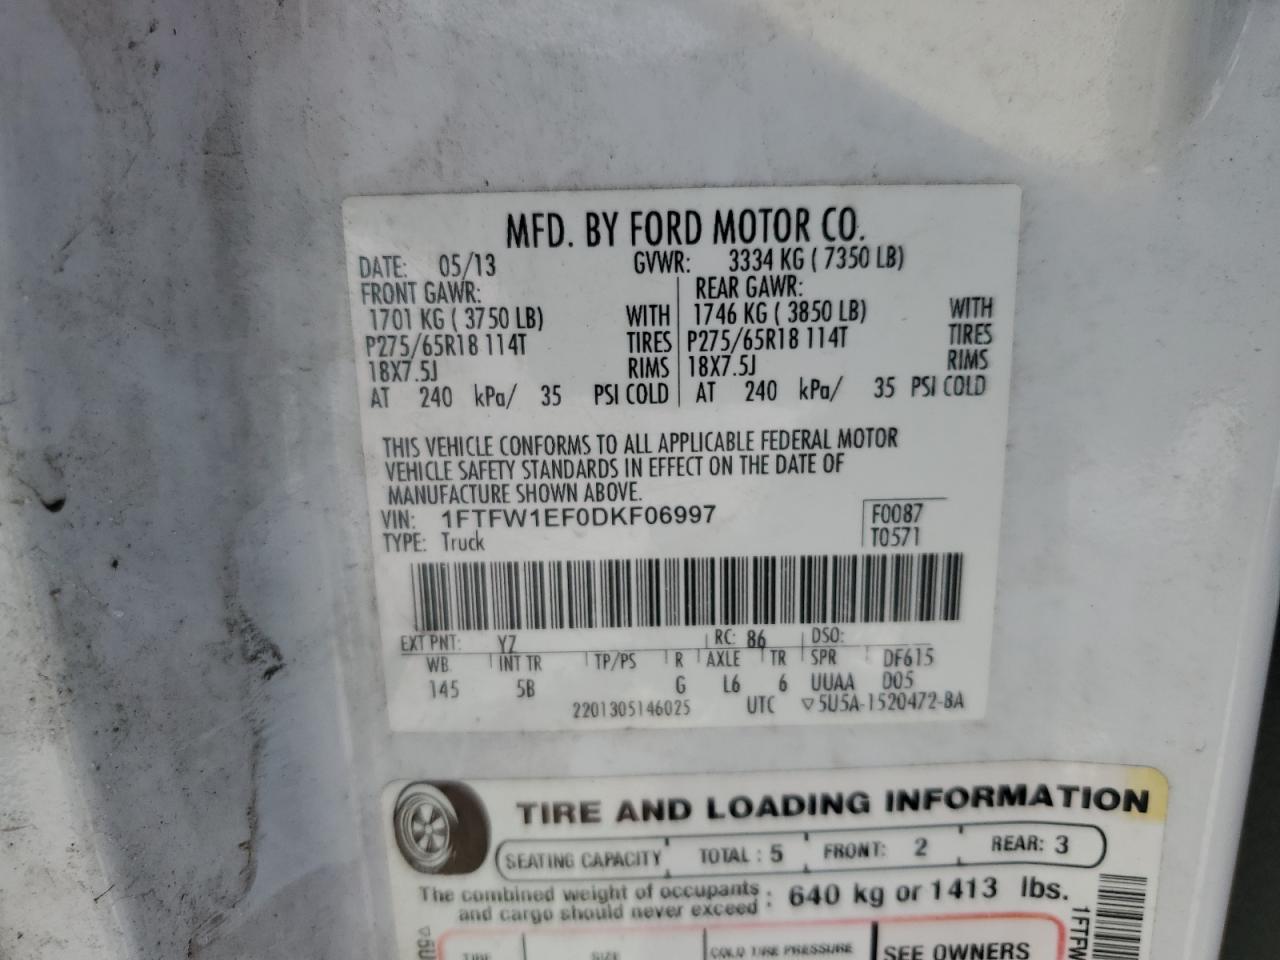 MFD. BY FORD MOTOR CO.
DATE: 05/13 GVWR: 3334 KG ( 7350 LB)
FRONT GAWR: REAR GAWR:
1701 KG ( 3750 LB) WITH 1746 KG ( 3850 LB) WITH
P275/65R18 114T TIRES P275/65R18 114T TIRES
18X7.5J RIMS 18X7.5J RIMS
AT 240 kPa/ 35 PSI COLD AT 240 kPa/ 35 PSI COLD
THIS VEHICLE CONFORMS TO ALL APPLICABLE FEDERAL MOTOR
VEHICLE SAFETY STANDARDS IN EFFECT ON THE DATE OF
MANUFACTURE SHOWN ABOVE.
VIN: 1FTFW1EF0DKF06997 F0087
TYPE: Truck T0571
EXT PNT: YZ RC: 86 DSO:
WB INT TR TP/PS R AXLE TR SPR DF615
145 5B G L6 6 UUAA D05
2201305146025 UTC ▽5U5A-1520472-BA
TIRE AND LOADING INFORMATION
SEATING CAPACITY TOTAL : 5 FRONT: 2 REAR: 3
The combined weight of occupants : 640 kg or 1413 lbs.
and cargo should never exceed :
TIRE SIZE COLD TIRE PRESSURE SEE OWNERS
1FTFW
▽5U